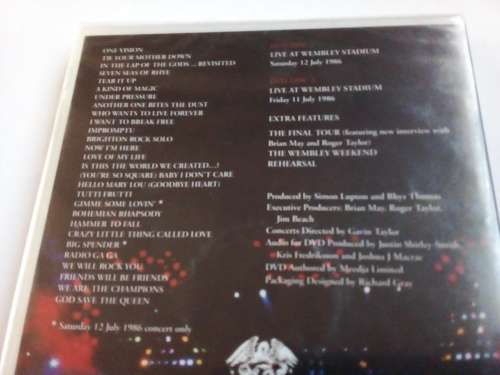 ONE VISION
TIE YOUR MOTHER DOWN
IN THE LAP OF THE GODS ... REVISITED
SEVEN SEAS OF RHYE
TEAR IT UP
A KIND OF MAGIC
UNDER PRESSURE
ANOTHER ONE BITES THE DUST
WHO WANTS TO LIVE FOREVER
I WANT TO BREAK FREE
IMPROMPTU
BRIGHTON ROCK SOLO
NOW I'M HERE
LOVE OF MY LIFE
IS THIS THE WORLD WE CREATED...?
(YOU'RE SO SQUARE) BABY I DON'T CARE
HELLO MARY LOU (GOODBYE HEART)
TUTTI FRUTTI
GIMME SOME LOVIN' *
BOHEMIAN RHAPSODY
HAMMER TO FALL
CRAZY LITTLE THING CALLED LOVE
BIG SPENDER *
RADIO GA GA
WE WILL ROCK YOU
FRIENDS WILL BE FRIENDS
WE ARE THE CHAMPIONS
GOD SAVE THE QUEEN
* Saturday 12 July 1986 concert only
LIVE AT WEMBLEY STADIUM
Saturday 12 July 1986
LIVE AT WEMBLEY STADIUM
Friday 11 July 1986
EXTRA FEATURES
THE FINAL TOUR (featuring new interview with
Brian May and Roger Taylor)
THE WEMBLEY WEEKEND
REHEARSAL
Produced by Simon Lupton and Rhys Thomas
Executive Producers: Brian May, Roger Taylor,
Jim Beach
Concerts Directed by Gavin Taylor
Audio for DVD Produced by Justin Shirley-Smith,
Kris Fredriksson and Joshua J Macrae
DVD Authored by Limited
Packaging Designed by Richard Gray